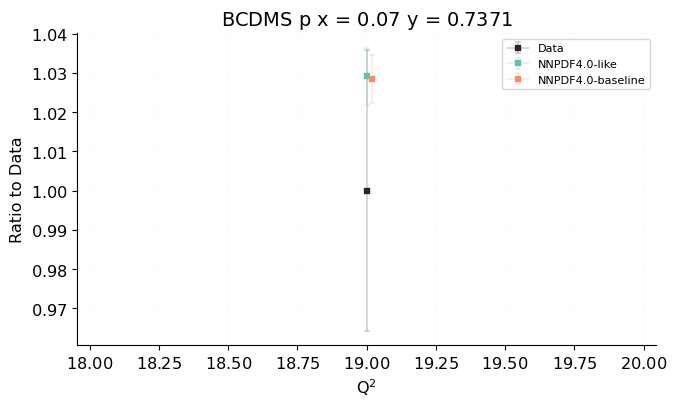 BCDMS p x = 0.07 y = 0.7371
1.04
1.03
1.02
1.01
1.00
0.99
0.98
0.97
Ratio to Data
Data
NNPDF4.0-like
NNPDF4.0-baseline
18.00 18.25 18.50 18.75 19.00 19.25 19.50 19.75 20.00
Q²